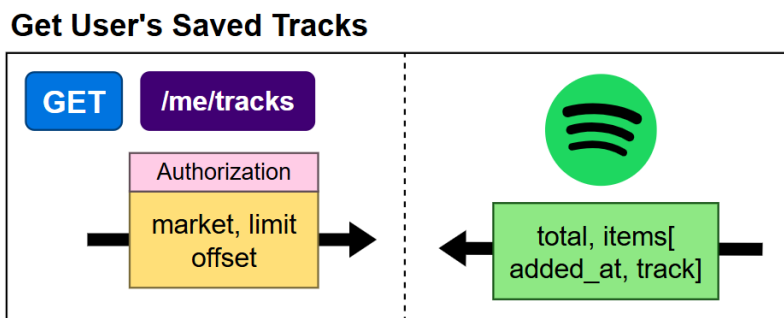 Get User's Saved Tracks
GET
/me/tracks
Authorization
market, limit
offset
total, items[
added_at, track]